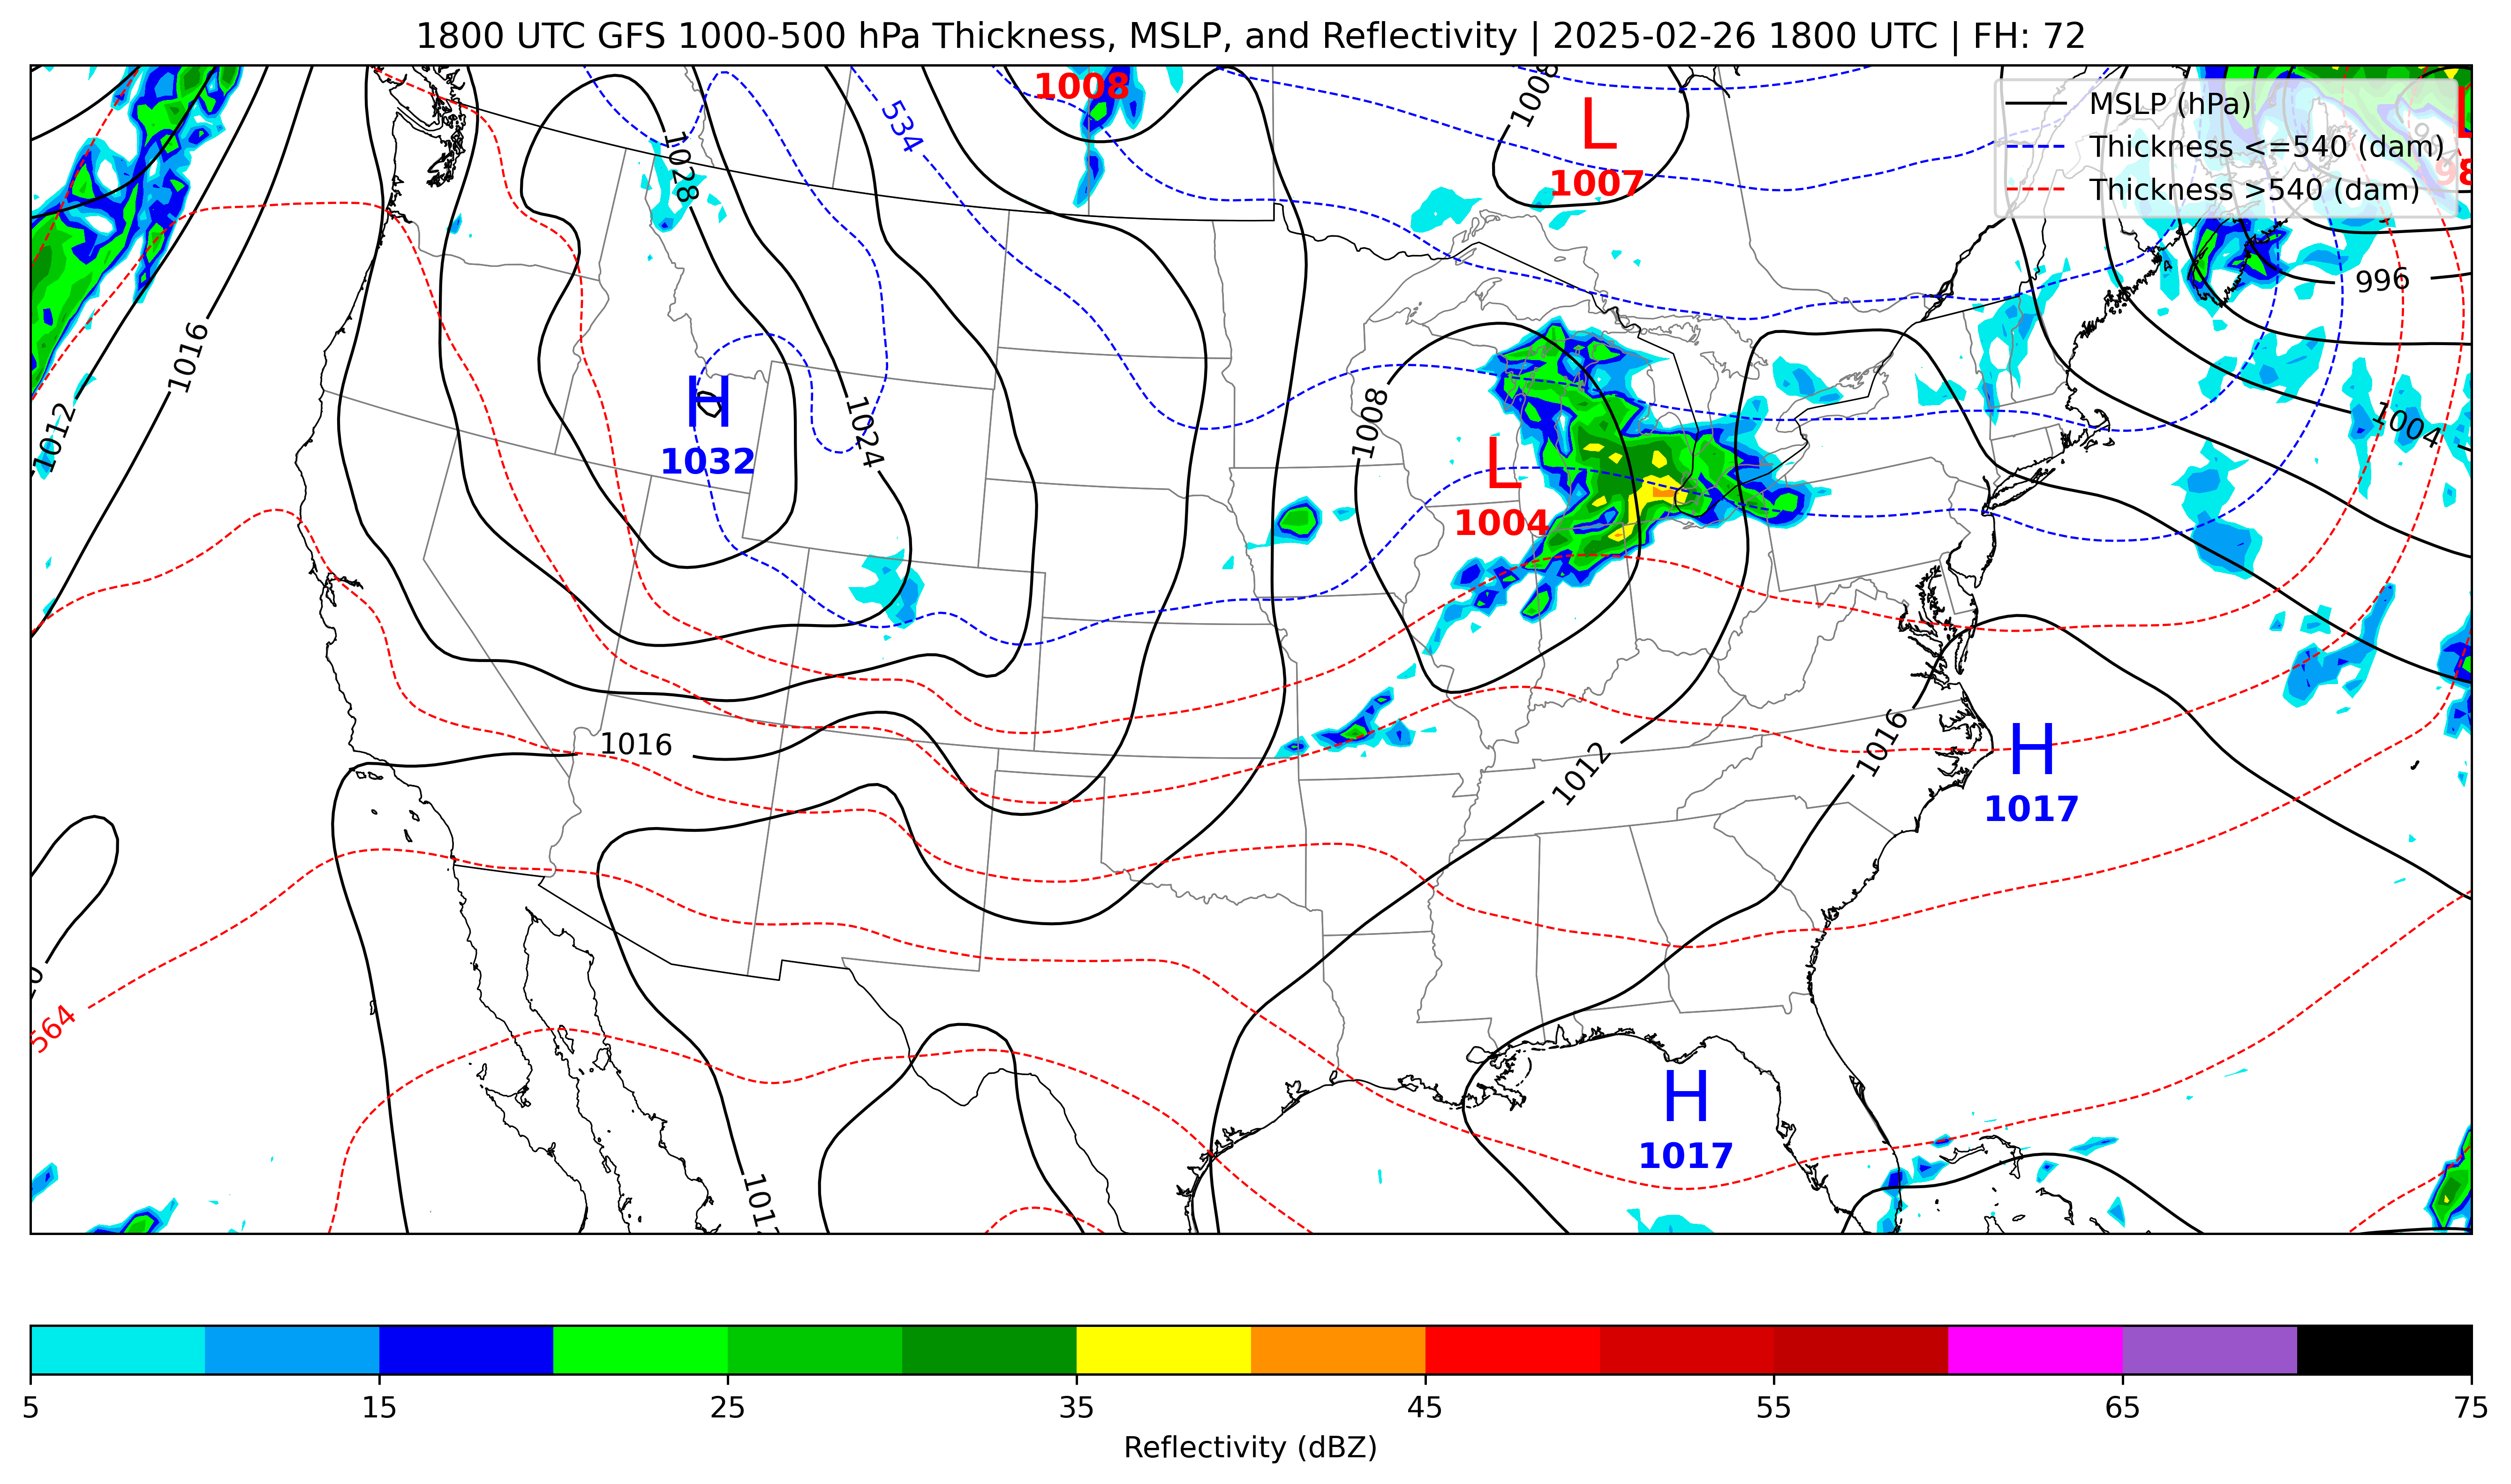 1800 UTC GFS 1000-500 hPa Thickness, MSLP, and Reflectivity | 2025-02-26 1800 UTC | FH: 72
1008
L
1007
1008
MSLP (hPa)
Thickness <=540 (dam)
Thickness >540 (dam)
L
534
1028
996
1016
1012
H
1032
1024
1008
L
1004
1004
1016
1012
1016
H
1017
564
H
1017
5
15
25
35
45
55
65
75
Reflectivity (dBZ)